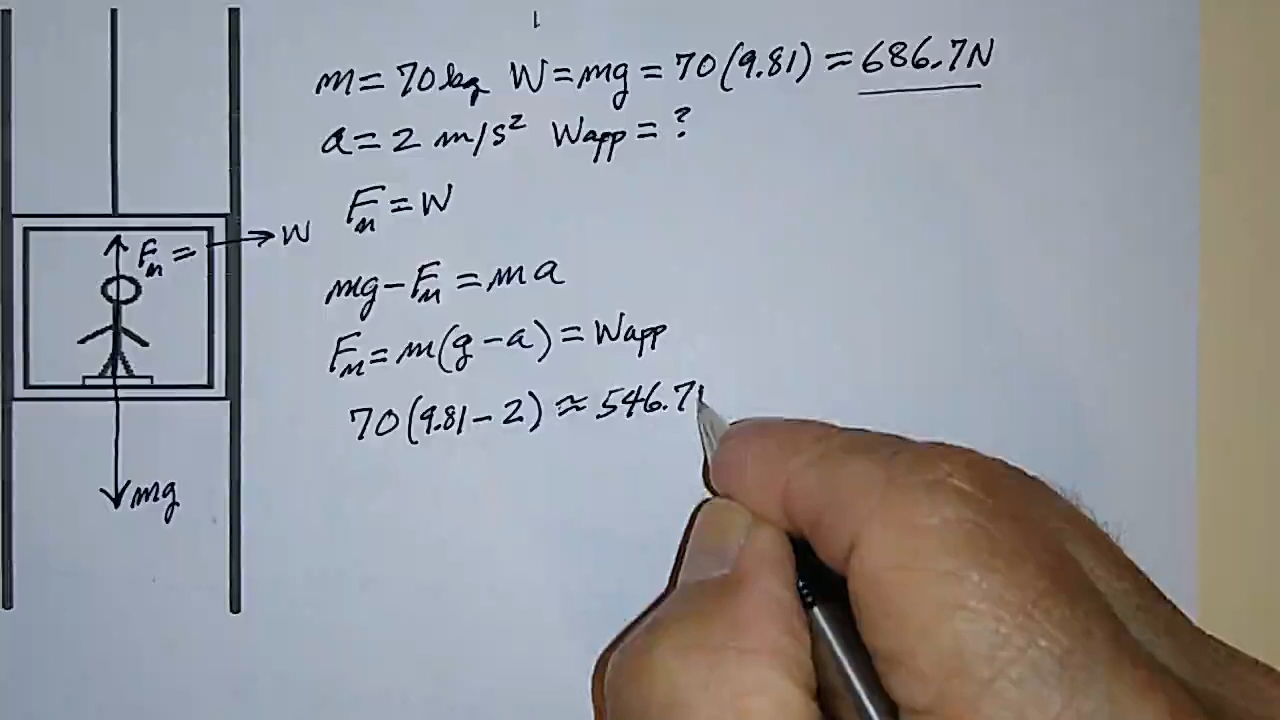 m = 70 kg W = mg = 70(9.81) = 686.7N
a = 2 m/s² Wapp = ?
Fₙ = W
Fₙ = → W
mg - Fₙ = ma
Fₙ = m(g - a) = Wapp
70(9.81 - 2) ≈ 546.7
mg